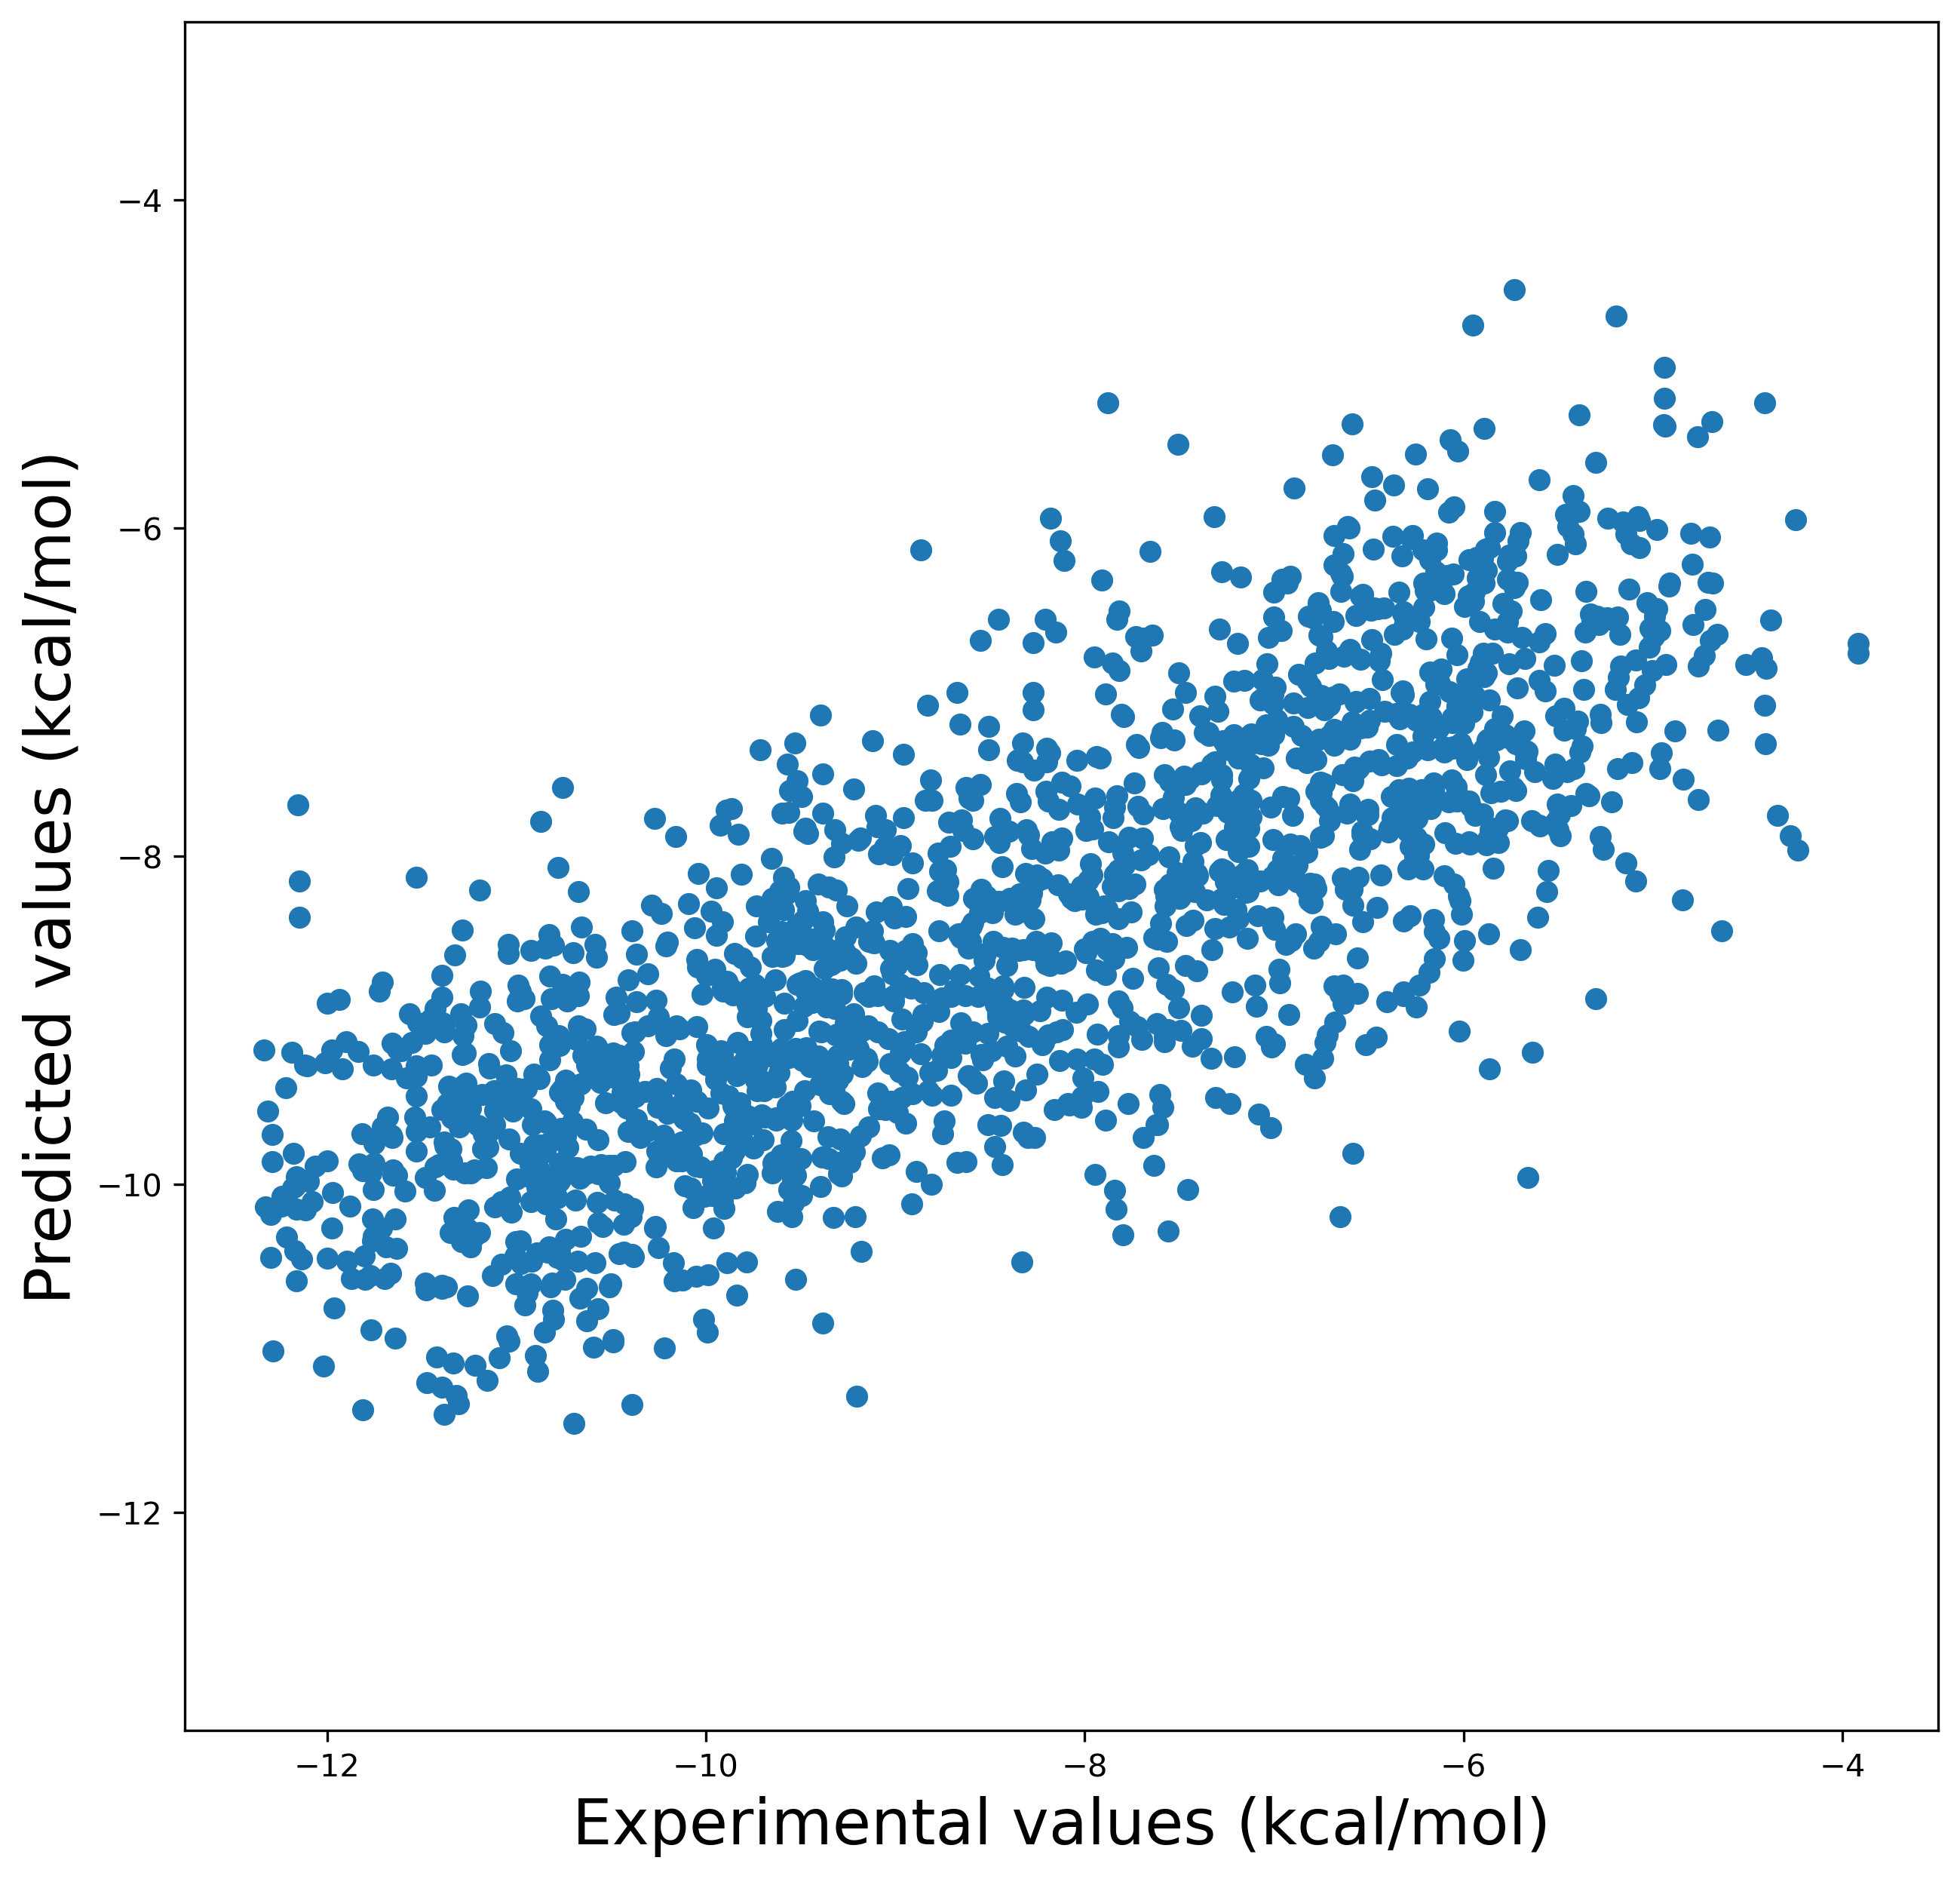 Predicted values (kcal/mol)
−4
−6
−8
−10
−12
−12 −10 −8 −6 −4
Experimental values (kcal/mol)